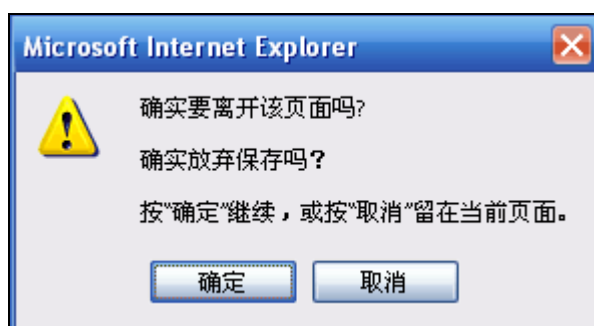 Microsoft Internet Explorer
确实要离开该页面吗?
确实放弃保存吗？
按"确定"继续，或按"取消"留在当前页面。
确定 取消